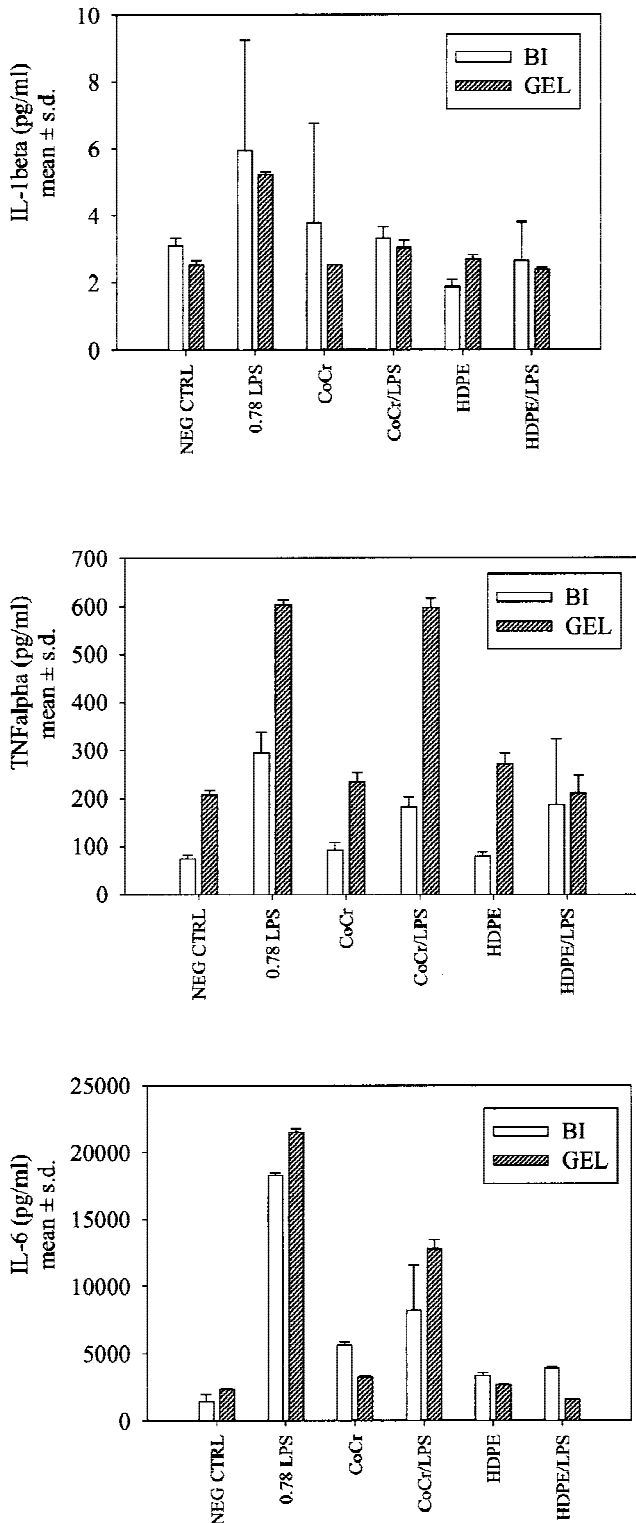 IL-1beta (pg/ml)
mean ± s.d.
10
8
6
4
2
0
BI
GEL
NEG CTRL
0.78 LPS
CoCr
CoCr/LPS
HDPE
HDPE/LPS
TNFalpha (pg/ml)
mean ± s.d.
700
600
500
400
300
200
100
0
BI
GEL
NEG CTRL
0.78 LPS
CoCr
CoCr/LPS
HDPE
HDPE/LPS
IL-6 (pg/ml)
mean ± s.d.
25000
20000
15000
10000
5000
0
BI
GEL
NEG CTRL
0.78 LPS
CoCr
CoCr/LPS
HDPE
HDPE/LPS